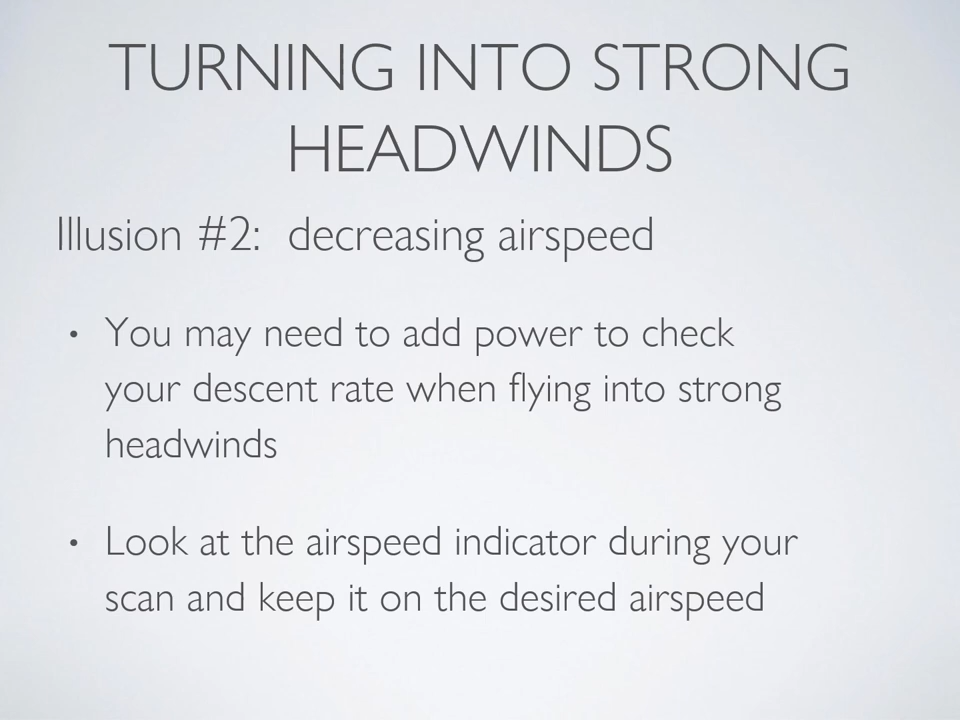 TURNING INTO STRONG
HEADWINDS
Illusion #2: decreasing airspeed
• You may need to add power to check
your descent rate when flying into strong
headwinds
• Look at the airspeed indicator during your
scan and keep it on the desired airspeed